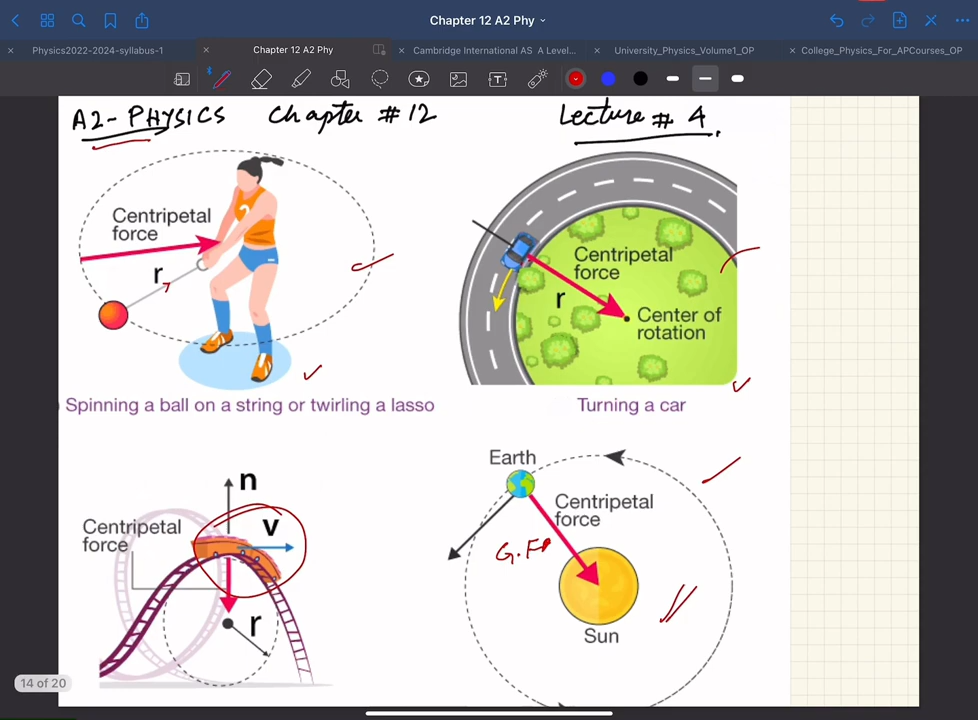 Chapter 12 A2 Phy
Physics2022-2024-syllabus-1
Chapter 12 A2 Phy
Cambridge International AS A Level...
University_Physics_Volume1_OP
College_Physics_For_APCourses_OP
A2-PHYSICS Chapter #12 Lecture # 4.
Centripetal
force
r
Spinning a ball on a string or twirling a lasso
Centripetal
force
r
Center of
rotation
Turning a car
n
Centripetal
force
v
r
Earth
Centripetal
force
Sun
14 of 20